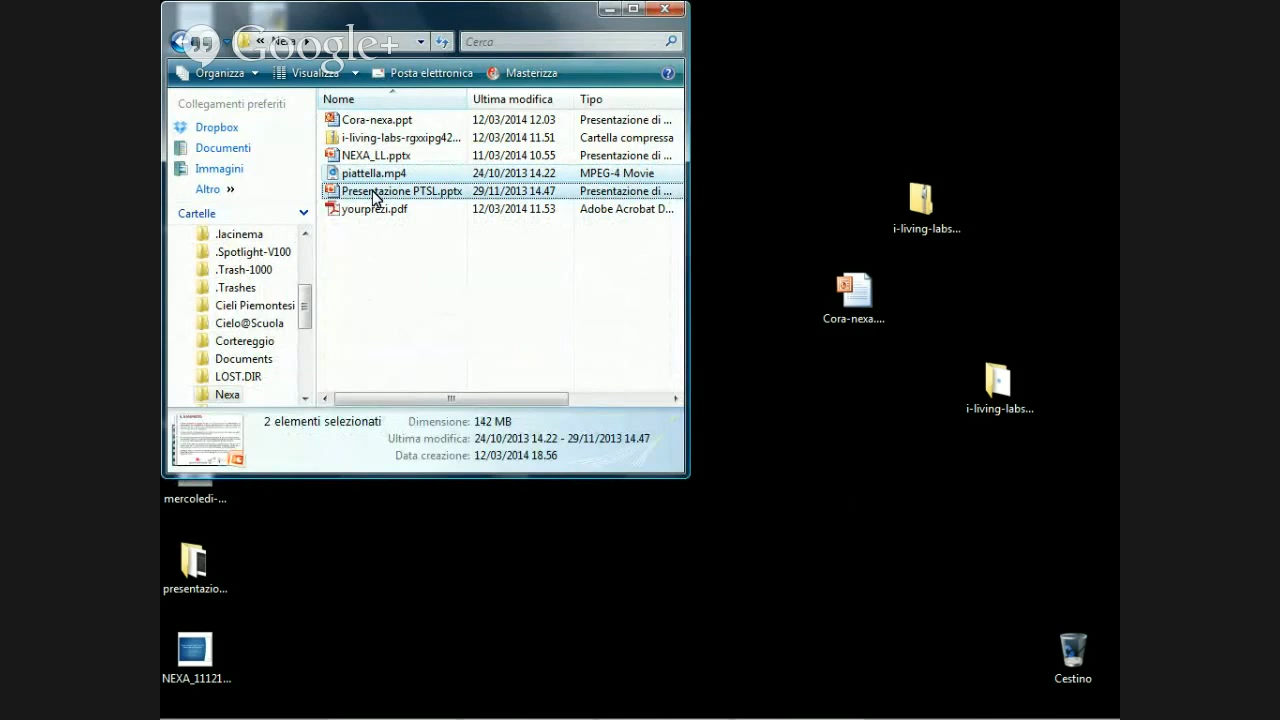 Google+
Nexa
Cerca
Organizza
Visualizza
Posta elettronica
Masterizza
Collegamenti preferiti
Dropbox
Documenti
Immagini
Altro »
Cartelle
.lacinema
.Spotlight-V100
.Trash-1000
.Trashes
Cieli Piemontesi
Cielo@Scuola
Cortereggio
Documents
LOST.DIR
Nexa
Nome Ultima modifica Tipo
Cora-nexa.ppt 12/03/2014 12.03 Presentazione di ...
i-living-labs-rgxxipg42... 12/03/2014 11.51 Cartella compressa
NEXA_LL.pptx 11/03/2014 10.55 Presentazione di ...
piattella.mp4 24/10/2013 14.22 MPEG-4 Movie
Presentazione PTSL.pptx 29/11/2013 14.47 Presentazione di ...
yourprezi.pdf 12/03/2014 11.53 Adobe Acrobat D...
2 elementi selezionati
Dimensione: 142 MB
Ultima modifica: 24/10/2013 14.22 - 29/11/2013 14.47
Data creazione: 12/03/2014 18.56
i-living-labs...
Cora-nexa....
i-living-labs...
mercoledi-...
presentazio...
NEXA_11121...
Cestino